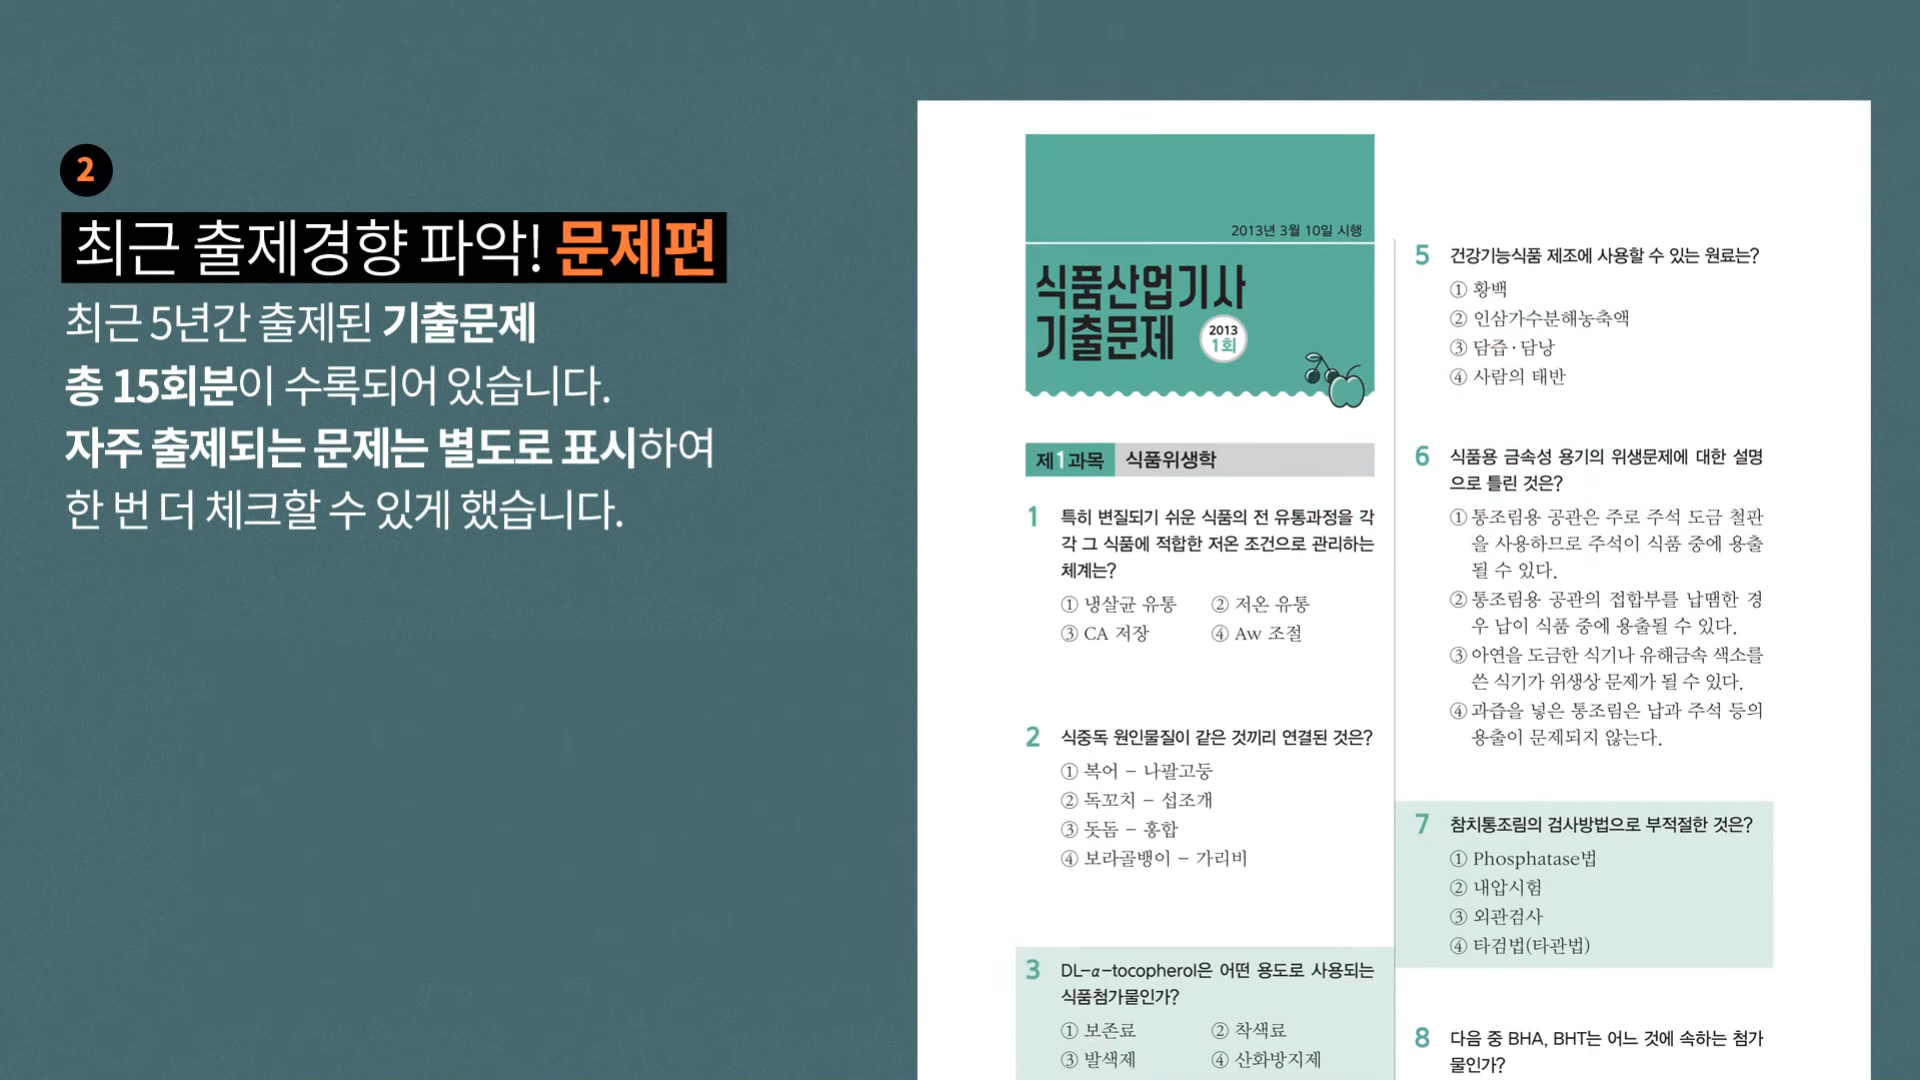 2
최근 출제경향 파악! 문제편
최근 5년간 출제된 기출문제
총 15회분이 수록되어 있습니다.
자주 출제되는 문제는 별도로 표시하여
한 번 더 체크할 수 있게 했습니다.
2013년 3월 10일 시행
식품산업기사
기출문제
2013
1회
제1과목 식품위생학
1 특히 변질되기 쉬운 식품의 전 유통과정을 각
각 그 식품에 적합한 저온 조건으로 관리하는
체계는?
① 냉살균 유통 ② 저온 유통
③ CA 저장 ④ Aw 조절
2 식중독 원인물질이 같은 것끼리 연결된 것은?
① 복어 – 나팔고둥
② 독꼬치 – 섭조개
③ 돗돔 – 홍합
④ 보라골뱅이 – 가리비
3 DL–α–tocopherol은 어떤 용도로 사용되는
식품첨가물인가?
① 보존료 ② 착색료
③ 발색제 ④ 산화방지제
5 건강기능식품 제조에 사용할 수 있는 원료는?
① 황백
② 인삼가수분해농축액
③ 담즙·담낭
④ 사람의 태반
6 식품용 금속성 용기의 위생문제에 대한 설명
으로 틀린 것은?
① 통조림용 공관은 주로 주석 도금 철관
을 사용하므로 주석이 식품 중에 용출
될 수 있다.
② 통조림용 공관의 접합부를 납땜한 경
우 납이 식품 중에 용출될 수 있다.
③ 아연을 도금한 식기나 유해금속 색소를
쓴 식기가 위생상 문제가 될 수 있다.
④ 과즙을 넣은 통조림은 납과 주석 등의
용출이 문제되지 않는다.
7 참치통조림의 검사방법으로 부적절한 것은?
① Phosphatase법
② 내압시험
③ 외관검사
④ 타검법(타관법)
8 다음 중 BHA, BHT는 어느 것에 속하는 첨가
물인가?